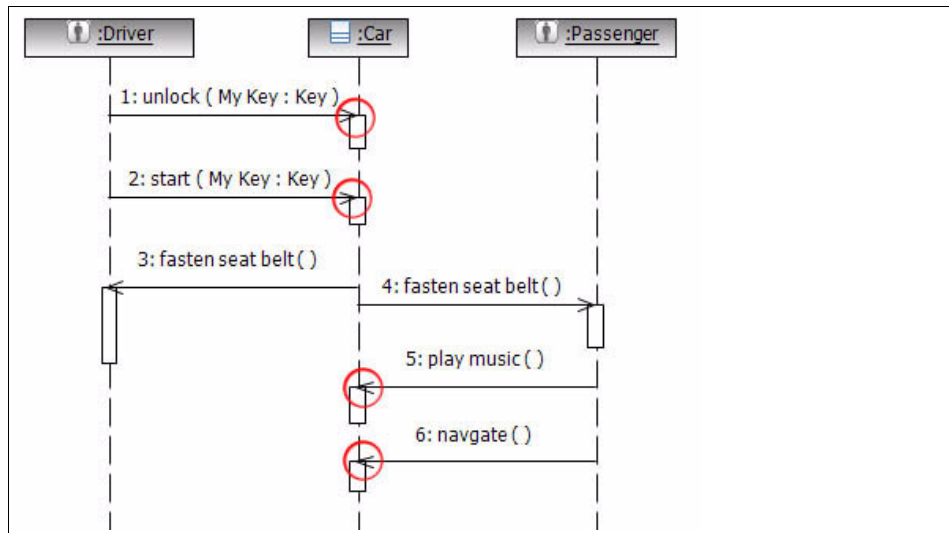 :Driver
:Car
:Passenger
1: unlock ( My Key : Key )
2: start ( My Key : Key )
3: fasten seat belt ( )
4: fasten seat belt ( )
5: play music ( )
6: navgate ( )